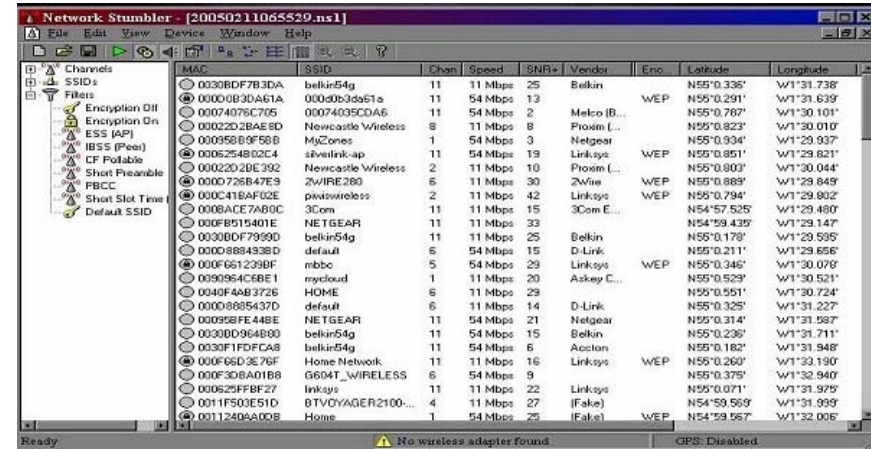 Network Stumbler - [20050211065529.ns1]
File Edit View Device Window Help
Channels
SSIDs
Filters
Encryption Off
Encryption On
ESS (AP)
IBSS (Peer)
CF Pollable
Short Preamble
PBCC
Short Slot Time (
Default SSID
MAC SSID Chan Speed SNR+ Vendor Enc... Latitude Longitude
0030BDF7B3DA belkin54g 11 11 Mbps 25 Belkin N55°0.336' W1°31.738'
000D0B3DA61A 000d0b3da61a 11 54 Mbps 13 WEP N55°0.291' W1°31.639'
00074076C705 00074035CDA6 11 54 Mbps 2 Melco (B... N55°0.787' W1°30.101'
00022D2BAE8D Newcastle Wireless 8 11 Mbps 8 Proxim (... N55°0.823' W1°30.010'
00095BB9F5BB MyZones 1 54 Mbps 3 Netgear N55°0.934' W1°29.937'
0006254B02C4 silverlink-ap 11 54 Mbps 19 Linksys WEP N55°0.851' W1°29.821'
00022D2BE392 Newcastle Wireless 2 11 Mbps 10 Proxim (... N55°0.803' W1°30.044'
000D726B47E9 2WIRE280 6 11 Mbps 30 2Wire WEP N55°0.889' W1°29.849'
000C41BAF02E piwiswireless 2 11 Mbps 42 Linksys WEP N55°0.794' W1°29.802'
000BACE7AB0C 3Com 11 11 Mbps 15 3Com E... N54°57.525' W1°29.480'
000FB515401E NETGEAR 11 11 Mbps 33 N54°59.435' W1°29.147'
0030BDF7999D belkin54g 11 11 Mbps 25 Belkin N55°0.178' W1°29.595'
000D8884938D default 6 54 Mbps 15 D-Link N55°0.211' W1°29.656'
000F661239BF mbbc 5 54 Mbps 29 Linksys WEP N55°0.346' W1°30.078'
0090964C6BE1 mycloud 1 11 Mbps 20 Askey C... N55°0.529' W1°30.521'
0040F4AB3726 HOME 6 11 Mbps 29 N55°0.551' W1°30.724'
000D8885437D default 6 11 Mbps 14 D-Link N55°0.325' W1°31.227'
00095BFE44BE NETGEAR 11 54 Mbps 21 Netgear N55°0.314' W1°31.587'
0030BD964B80 belkin54g 11 54 Mbps 15 Belkin N55°0.236' W1°31.711'
0030F1FDFCA8 belkin54g 11 54 Mbps 6 Accton N55°0.182' W1°31.948'
000F66D3E76F Home Network 11 11 Mbps 16 Linksys WEP N55°0.260' W1°33.190'
000F3DBA01B8 G604T_WIRELESS 6 54 Mbps 9 N55°0.375' W1°32.940'
000625FFBF27 linksys 11 11 Mbps 22 Linksys N55°0.071' W1°31.975'
0011F503E51D BTVOYAGER2100-... 4 11 Mbps 27 (Fake) N54°59.569' W1°31.999'
0011240AA0DB Home 1 54 Mbps 25 (Fake) WEP N54°59.567' W1°32.006'
Ready No wireless adapter found GPS: Disabled